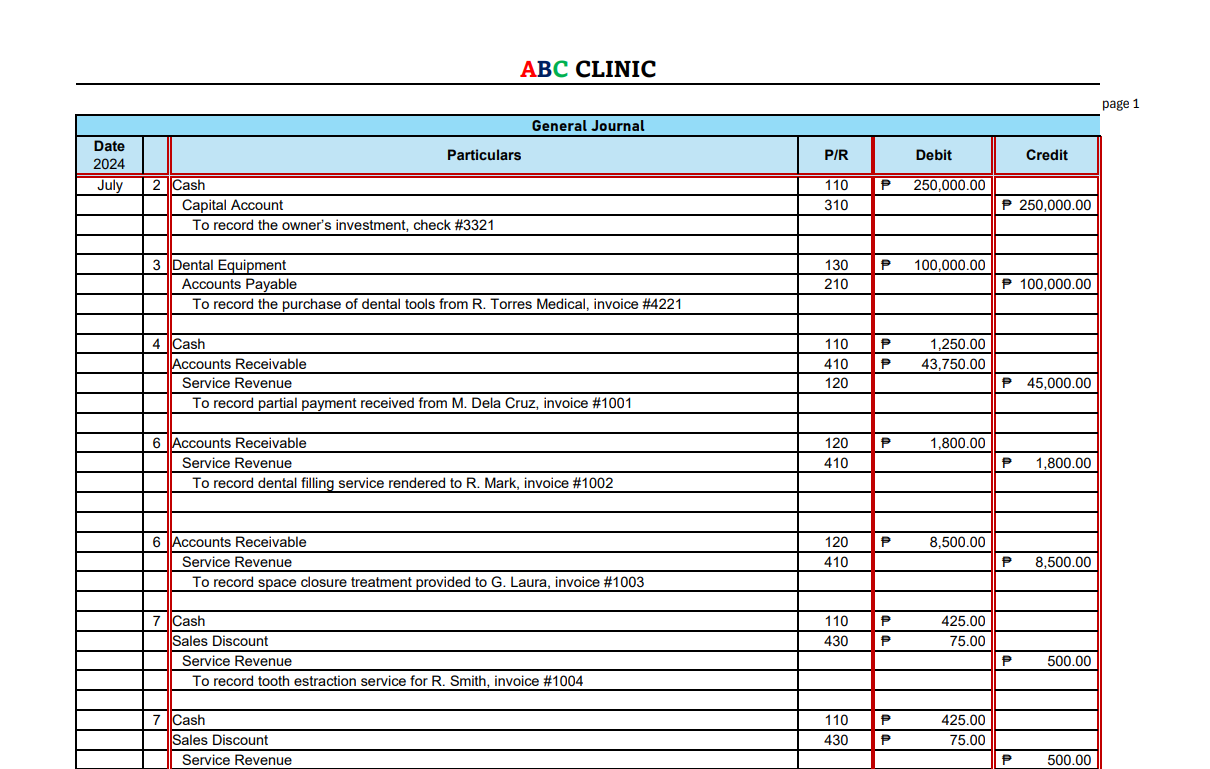 ABC CLINIC
page 1
General Journal
Date 2024 Particulars P/R Debit Credit
July 2 Cash 110 ₱ 250,000.00
Capital Account 310 ₱ 250,000.00
To record the owner’s investment, check #3321
3 Dental Equipment 130 ₱ 100,000.00
Accounts Payable 210 ₱ 100,000.00
To record the purchase of dental tools from R. Torres Medical, invoice #4221
4 Cash 110 ₱ 1,250.00
Accounts Receivable 410 ₱ 43,750.00
Service Revenue 120 ₱ 45,000.00
To record partial payment received from M. Dela Cruz, invoice #1001
6 Accounts Receivable 120 ₱ 1,800.00
Service Revenue 410 ₱ 1,800.00
To record dental filling service rendered to R. Mark, invoice #1002
6 Accounts Receivable 120 ₱ 8,500.00
Service Revenue 410 ₱ 8,500.00
To record space closure treatment provided to G. Laura, invoice #1003
7 Cash 110 ₱ 425.00
Sales Discount 430 ₱ 75.00
Service Revenue ₱ 500.00
To record tooth estraction service for R. Smith, invoice #1004
7 Cash 110 ₱ 425.00
Sales Discount 430 ₱ 75.00
Service Revenue ₱ 500.00